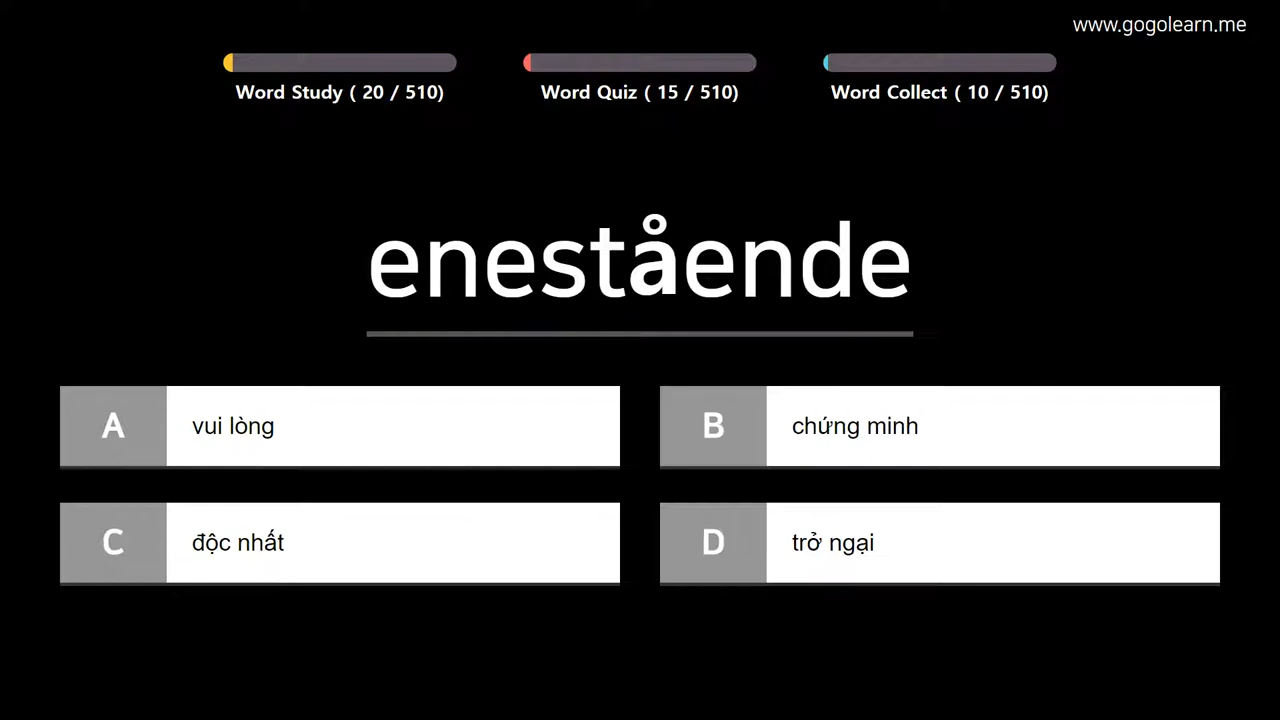 www.gogolearn.me
Word Study ( 20 / 510)
Word Quiz ( 15 / 510)
Word Collect ( 10 / 510)
enestående
A vui lòng
B chứng minh
C độc nhất
D trở ngại